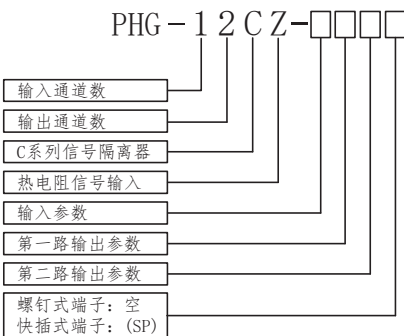 PHG-12CZ-□□□□
输入通道数
输出通道数
C系列信号隔离器
热电阻信号输入
输入参数
第一路输出参数
第二路输出参数
螺钉式端子：空
快插式端子：(SP)